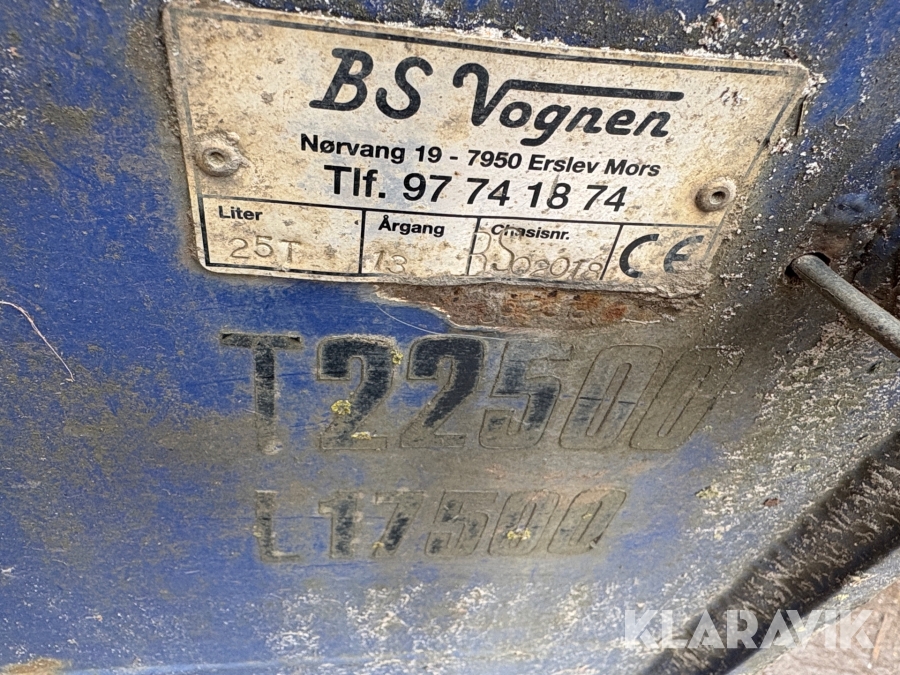 BS Vognen
Nørvang 19 - 7950 Erslev Mors
Tlf. 97 74 18 74
Liter Årgang Chasisnr.
25T 13 BS02018 CE
T22500
L17500
KLARAVIK